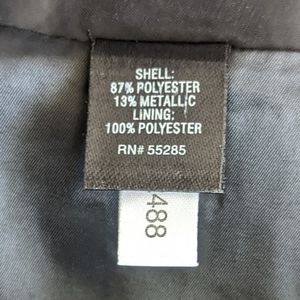 SHELL:
87% POLYESTER
13% METALLIC
LINING:
100% POLYESTER
RN# 55285
488